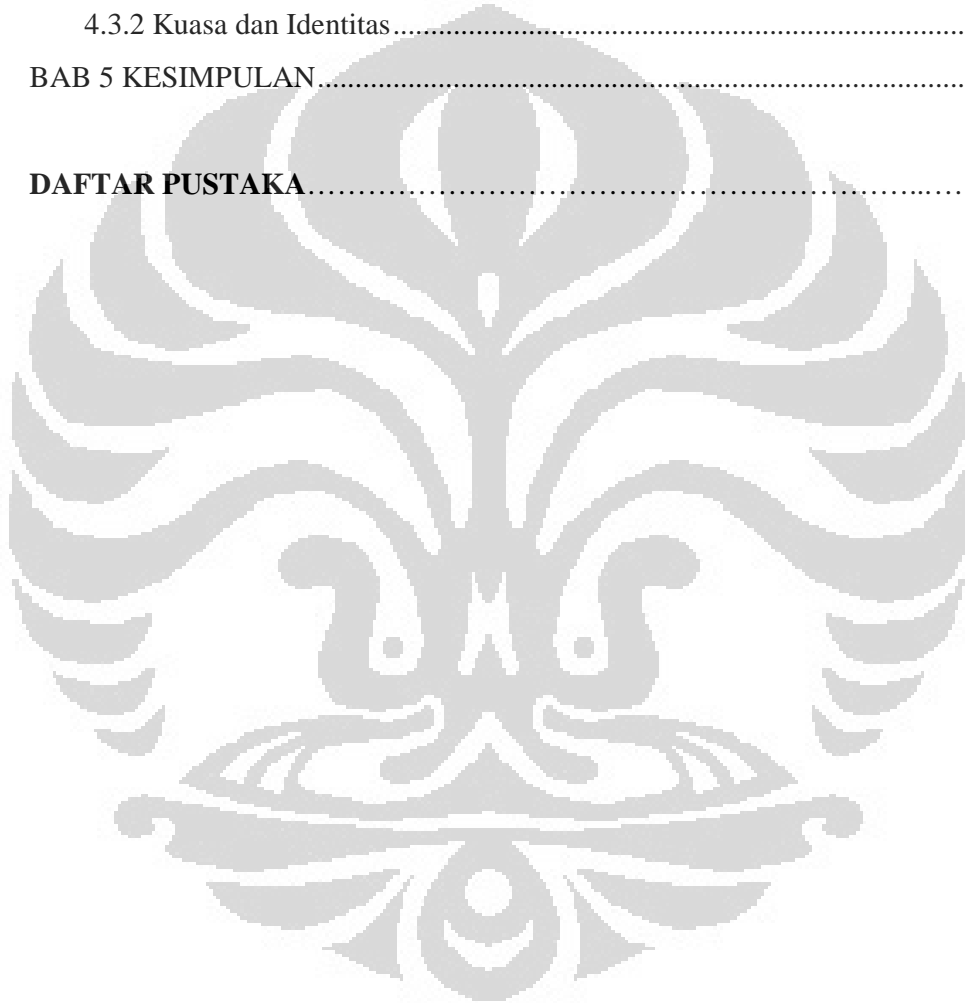 4.3.2 Kuasa dan Identitas..............................................................................
BAB 5 KESIMPULAN.......................................................................................
DAFTAR PUSTAKA……………………………………………….…...…